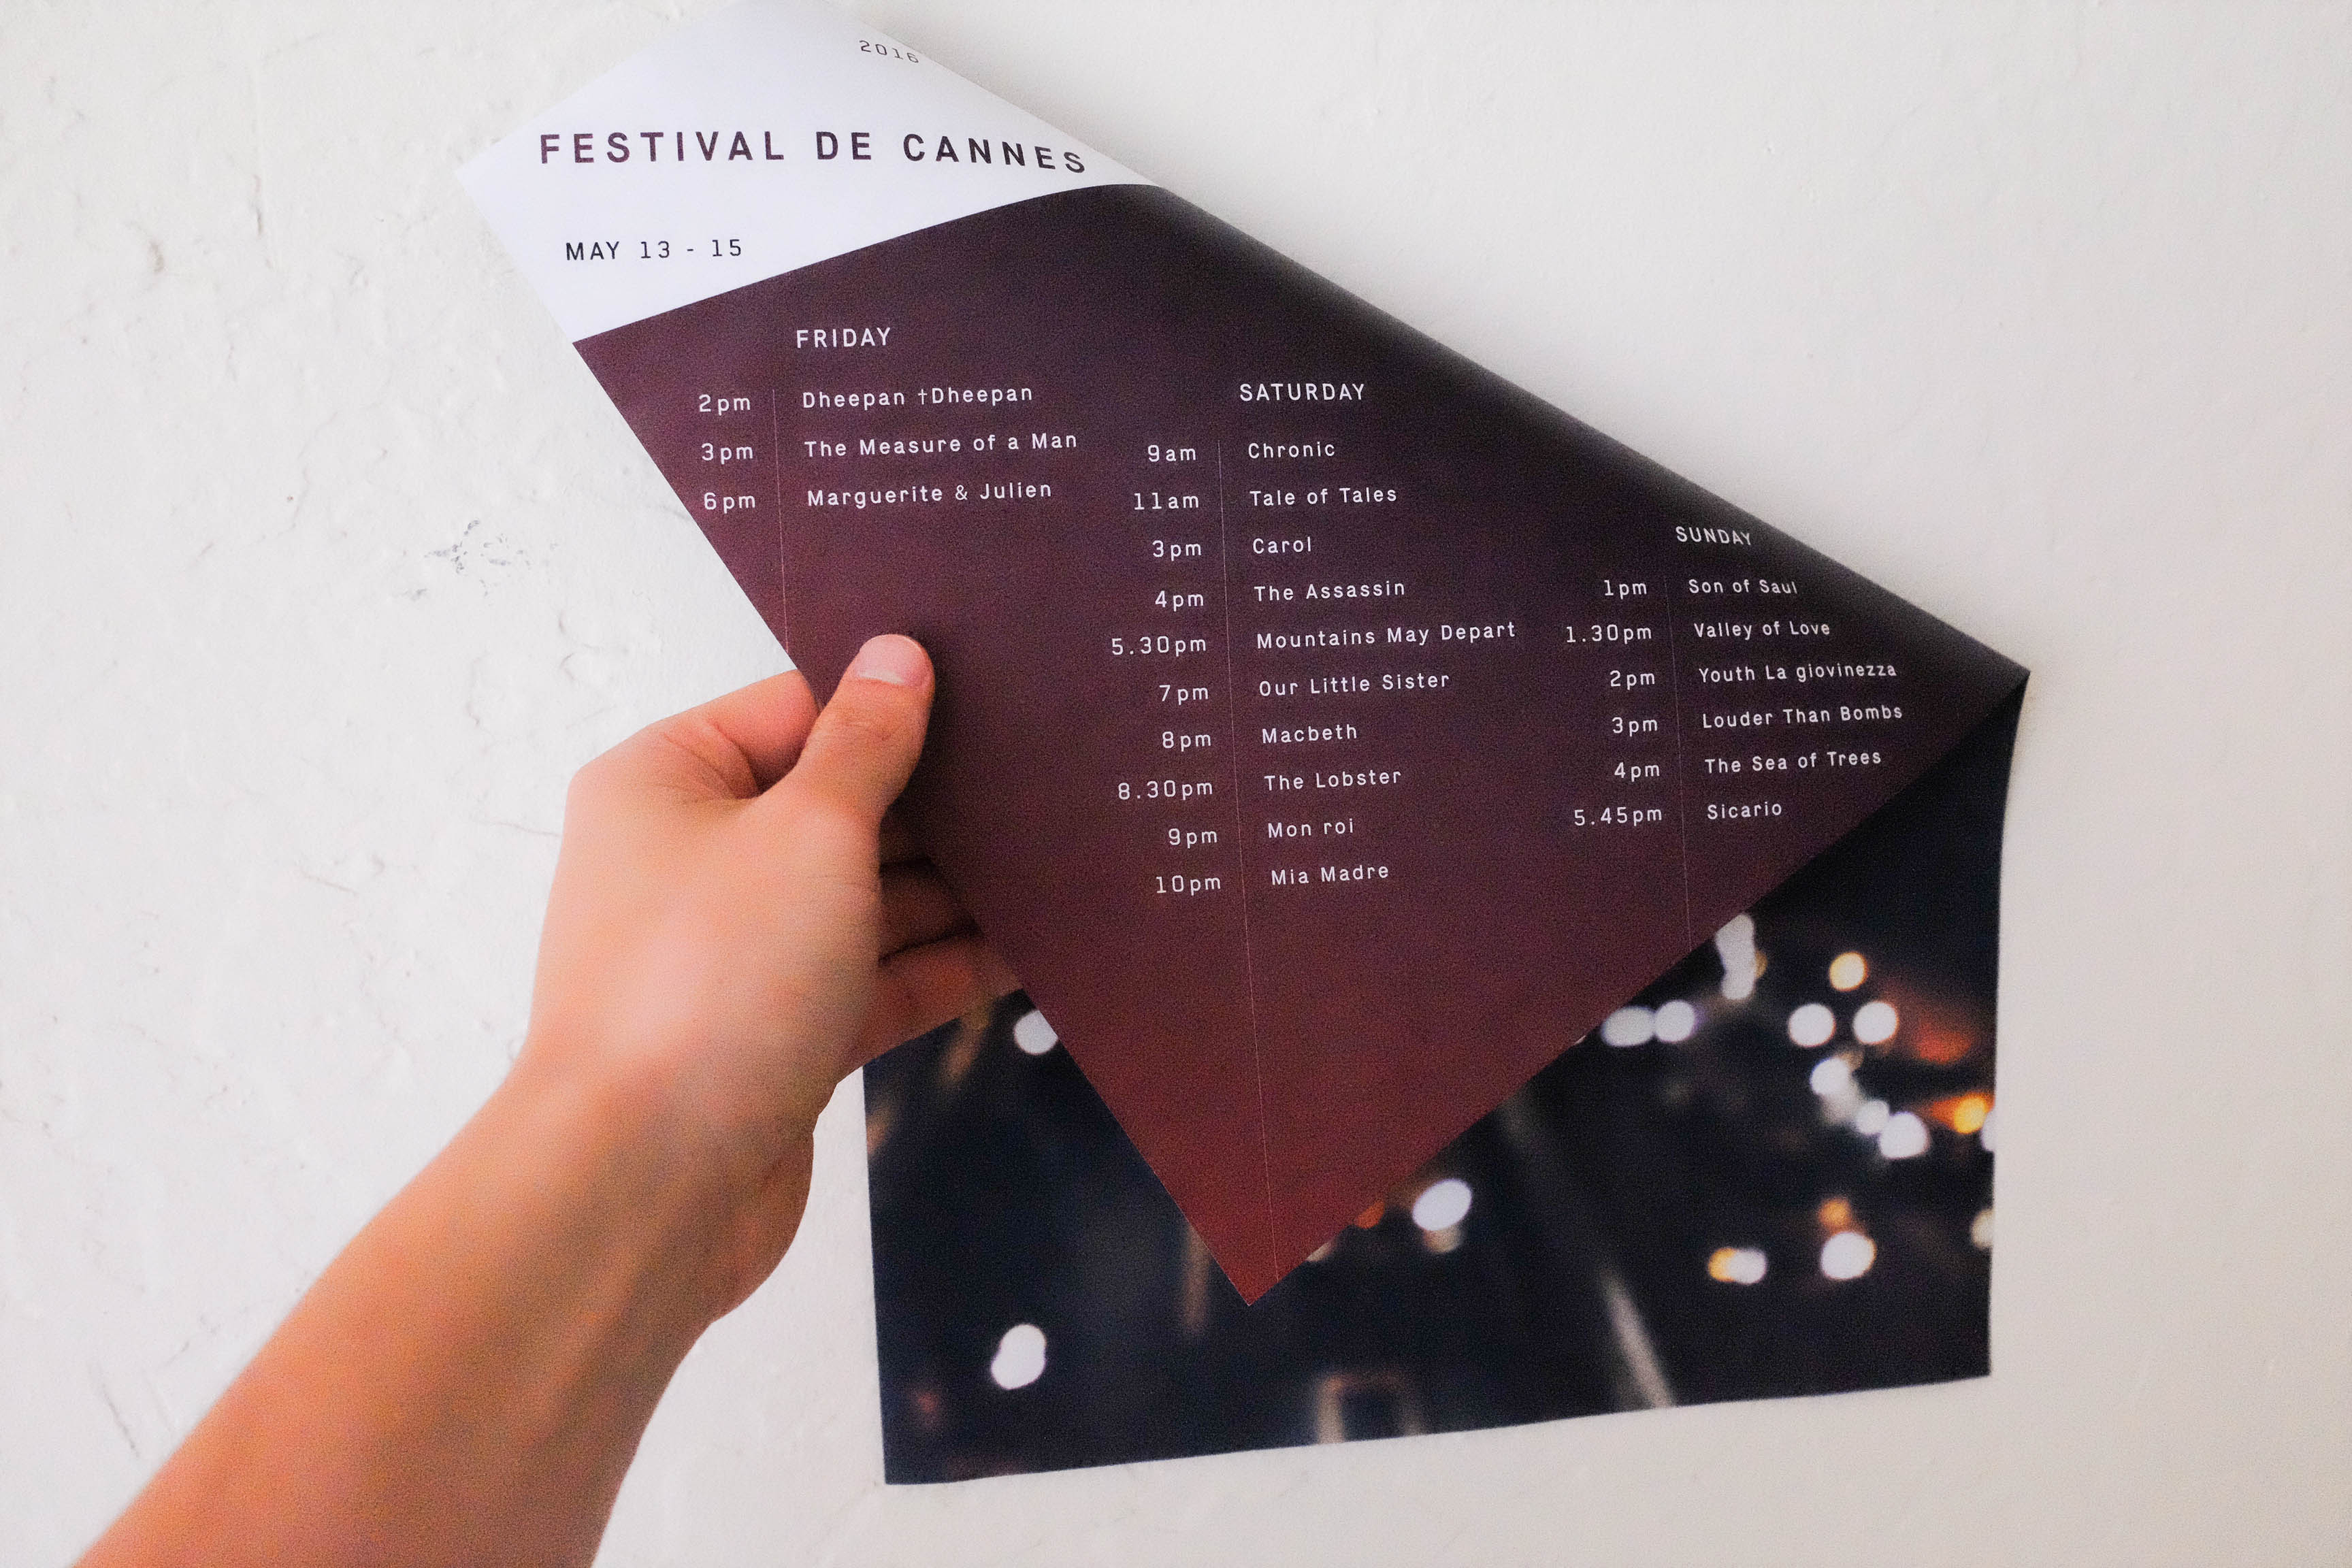 2016
FESTIVAL DE CANNES
MAY 13 - 15
FRIDAY
2pm Dheepan †Dheepan
3pm The Measure of a Man
6pm Marguerite & Julien
SATURDAY
9am Chronic
11am Tale of Tales
3pm Carol
4pm The Assassin
5.30pm Mountains May Depart
7pm Our Little Sister
8pm Macbeth
8.30pm The Lobster
9pm Mon roi
10pm Mia Madre
SUNDAY
1pm Son of Saul
1.30pm Valley of Love
2pm Youth La giovinezza
3pm Louder Than Bombs
4pm The Sea of Trees
5.45pm Sicario